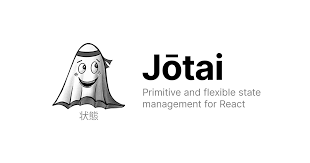 Jōtai
Primitive and flexible state
management for React
状態